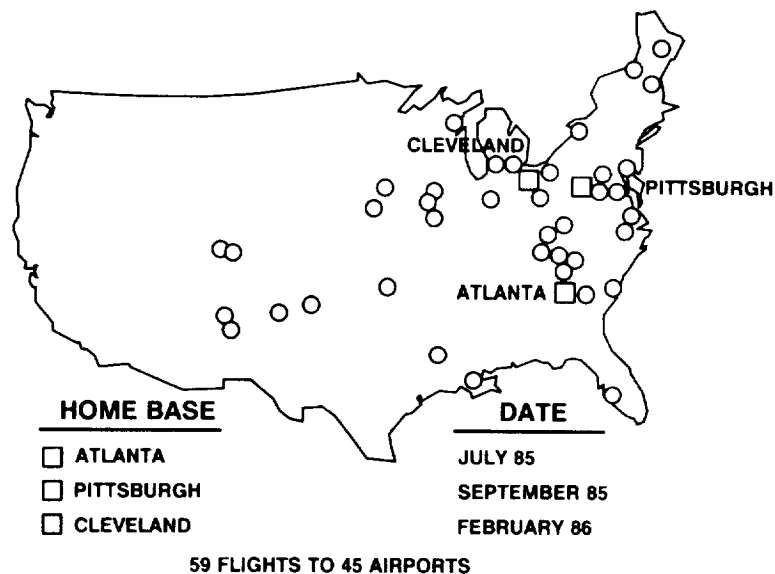 CLEVELAND
PITTSBURGH
ATLANTA
HOME BASE DATE
ATLANTA JULY 85
PITTSBURGH SEPTEMBER 85
CLEVELAND FEBRUARY 86
59 FLIGHTS TO 45 AIRPORTS